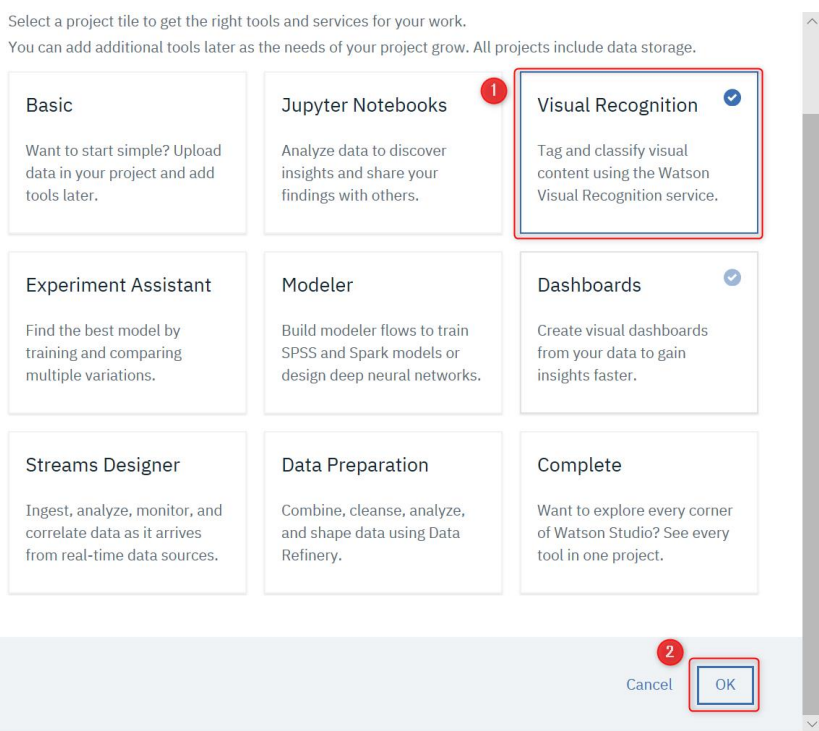 Select a project tile to get the right tools and services for your work.
You can add additional tools later as the needs of your project grow. All projects include data storage.
Basic
Want to start simple? Upload
data in your project and add
tools later.
Jupyter Notebooks
Analyze data to discover
insights and share your
findings with others.
1
Visual Recognition
Tag and classify visual
content using the Watson
Visual Recognition service.
Experiment Assistant
Find the best model by
training and comparing
multiple variations.
Modeler
Build modeler flows to train
SPSS and Spark models or
design deep neural networks.
Dashboards
Create visual dashboards
from your data to gain
insights faster.
Streams Designer
Ingest, analyze, monitor, and
correlate data as it arrives
from real-time data sources.
Data Preparation
Combine, cleanse, analyze,
and shape data using Data
Refinery.
Complete
Want to explore every corner
of Watson Studio? See every
tool in one project.
2
Cancel
OK